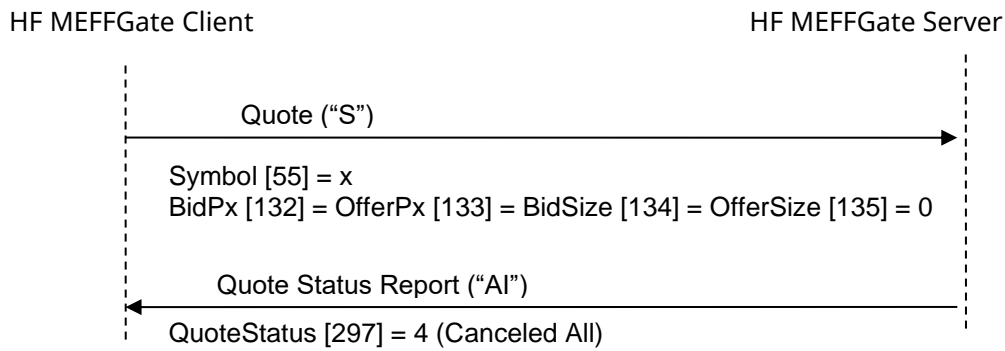 HF MEFFGate Client
HF MEFFGate Server
Quote (“S”)
Symbol [55] = x
BidPx [132] = OfferPx [133] = BidSize [134] = OfferSize [135] = 0
Quote Status Report (“AI”)
QuoteStatus [297] = 4 (Canceled All)